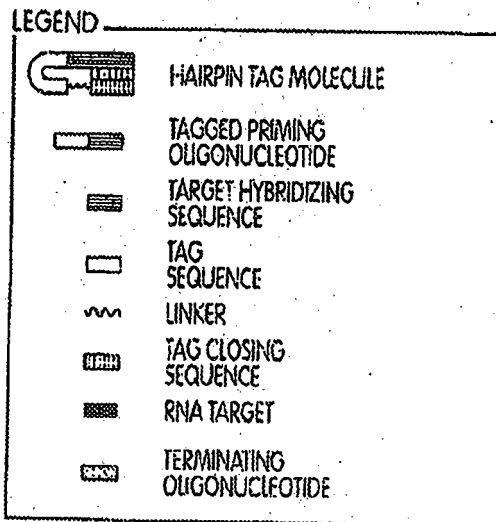 LEGEND
HAIRPIN TAG MOLECULE
TAGGED PRIMING
OLIGONUCLEOTIDE
TARGET HYBRIDIZING
SEQUENCE
TAG
SEQUENCE
LINKER
TAG CLOSING
SEQUENCE
RNA TARGET
TERMINATING
OLIGONUCLEOTIDE